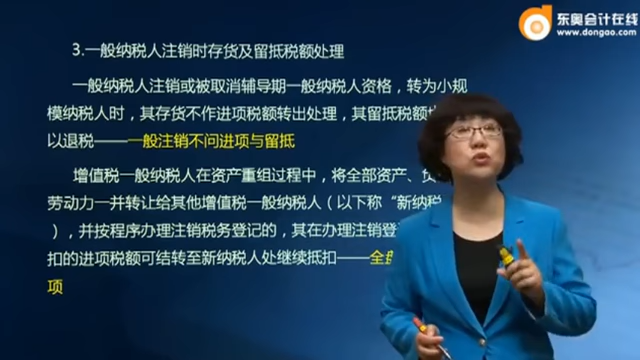 东奥会计在线
www.dongao.com
3.一般纳税人注销时存货及留抵税额处理
一般纳税人注销或被取消辅导期一般纳税人资格，转为小规
模纳税人时，其存货不作进项税额转出处理，其留抵税额也
以退税——一般注销不问进项与留抵
增值税一般纳税人在资产重组过程中，将全部资产、负
劳动力一并转让给其他增值税一般纳税人（以下称“新纳税
），并按程序办理注销税务登记的，其在办理注销登
扣的进项税额可结转至新纳税人处继续抵扣——全
项